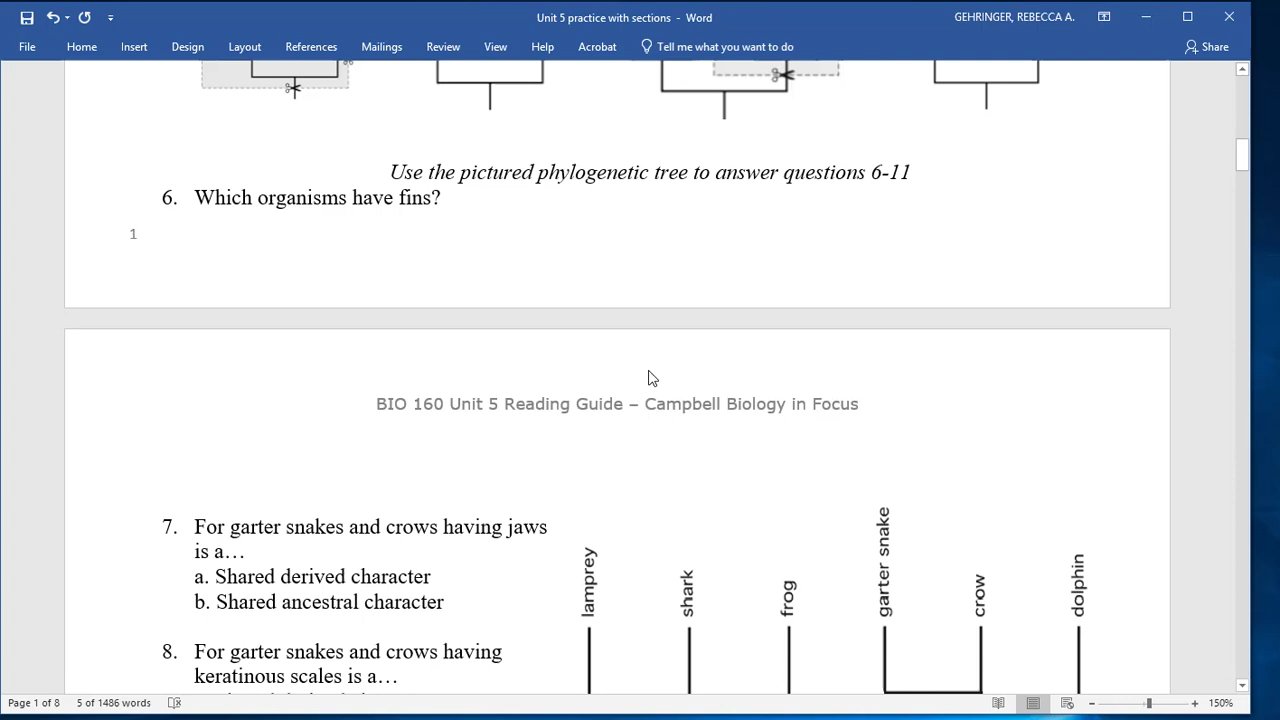 Unit 5 practice with sections - Word
GEHRINGER, REBECCA A.
File Home Insert Design Layout References Mailings Review View Help Acrobat Tell me what you want to do Share
Use the pictured phylogenetic tree to answer questions 6-11
6. Which organisms have fins?
1
BIO 160 Unit 5 Reading Guide – Campbell Biology in Focus
7. For garter snakes and crows having jaws
is a…
a. Shared derived character
b. Shared ancestral character
8. For garter snakes and crows having
keratinous scales is a…
lamprey
shark
frog
garter snake
crow
dolphin
Page 1 of 8 5 of 1486 words 150%